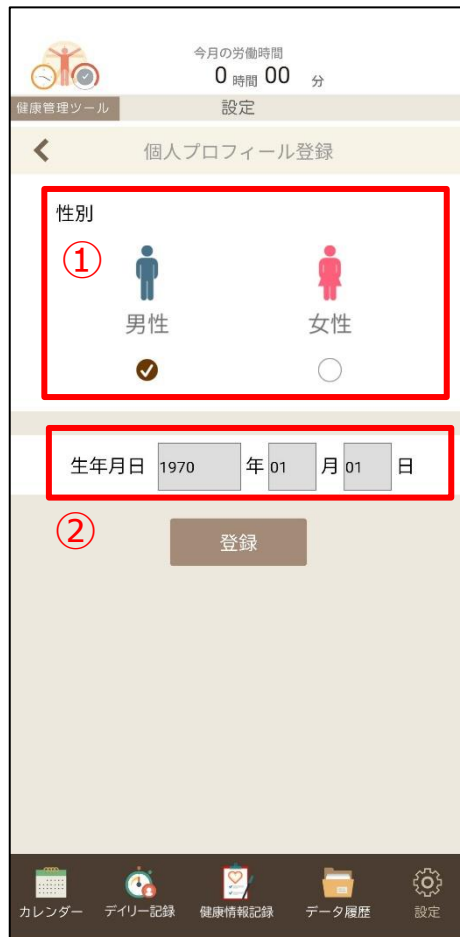 今月の労働時間
0 時間 00 分
健康管理ツール
設定
個人プロフィール登録
性別
①
男性 女性
生年月日 1970 年 01 月 01 日
②
登録
カレンダー デイリー記録 健康情報記録 データ履歴 設定